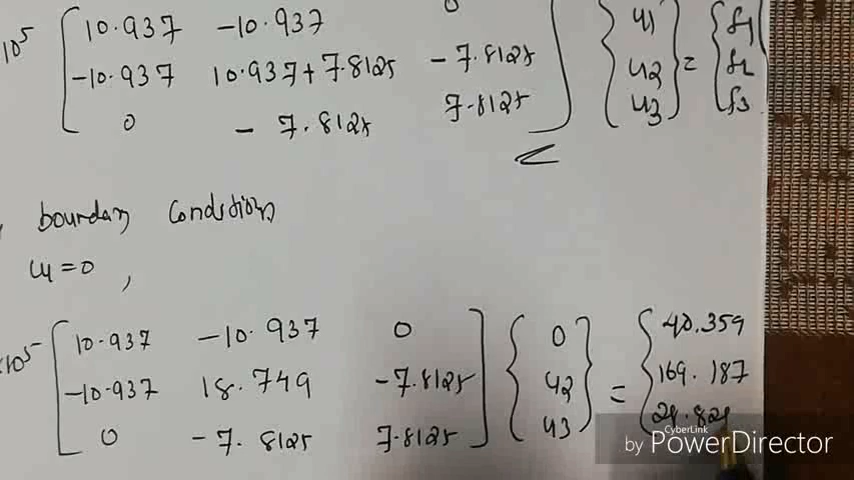 10⁵ [ 10.937 -10.937 0 ] { u1 } = { f1 }
[ -10.937 10.937+7.8125 -7.8125 ] { u2 } = { f2 }
[ 0 -7.8125 7.8125 ] { u3 } { f3 }
boundary Conditions
u1=0 ,
×10⁵ [ 10.937 -10.937 0 ] { 0 } = { 40.359 }
[ -10.937 18.749 -7.8125 ] { u2 } { 169.187 }
[ 0 -7.8125 7.8125 ] { u3 }
CyberLink
by PowerDirector